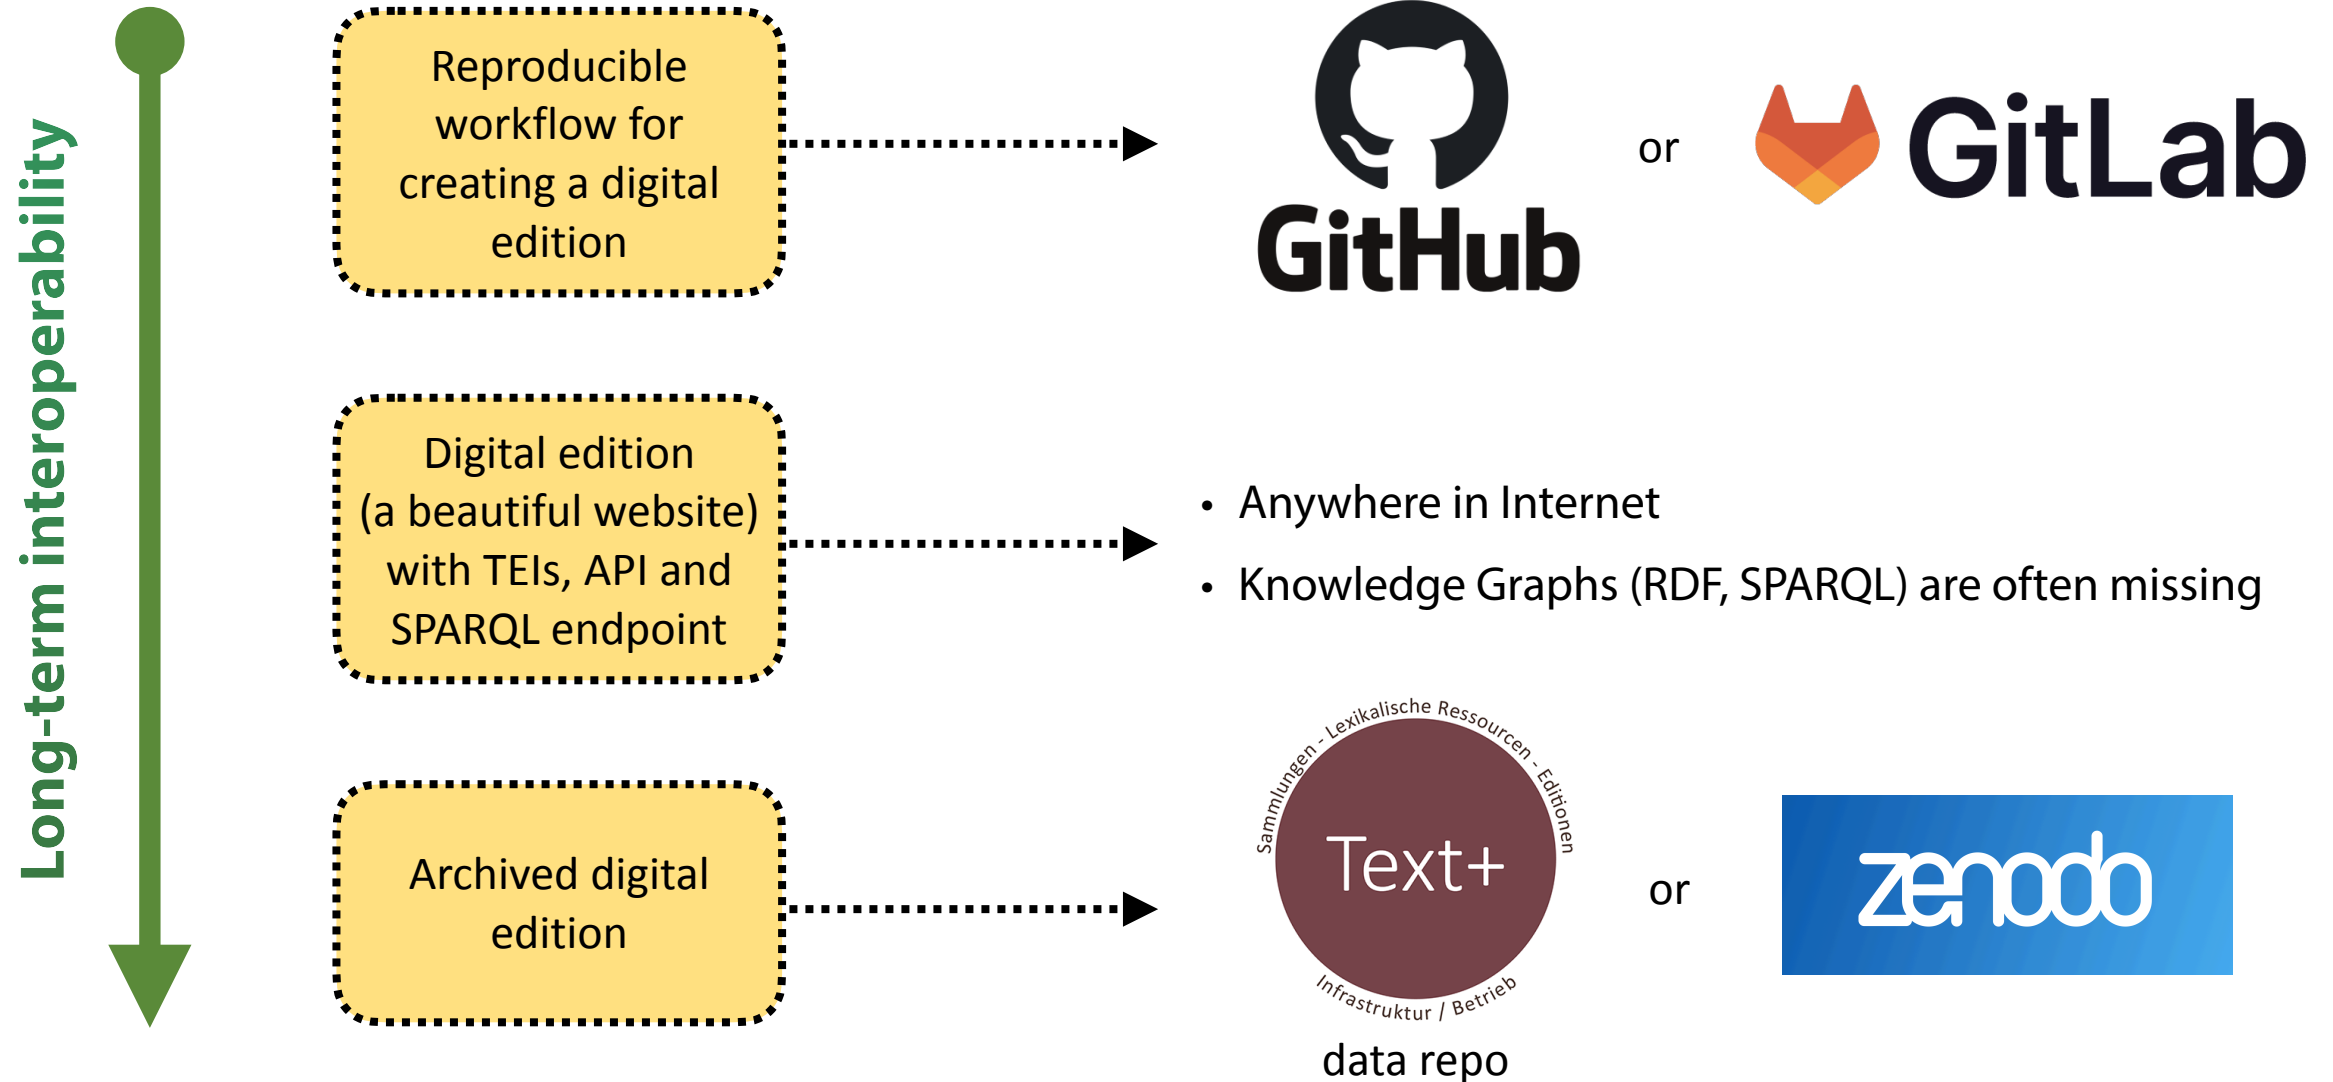 Long-term interoperability
Reproducible
workflow for
creating a digital
edition
GitHub
or
GitLab
Digital edition
(a beautiful website)
with TEIs, API and
SPARQL endpoint
• Anywhere in Internet
• Knowledge Graphs (RDF, SPARQL) are often missing
Archived digital
edition
Sammlungen - Lexikalische Ressourcen - Editionen
Text+
Infrastruktur / Betrieb
data repo
or
zenodo